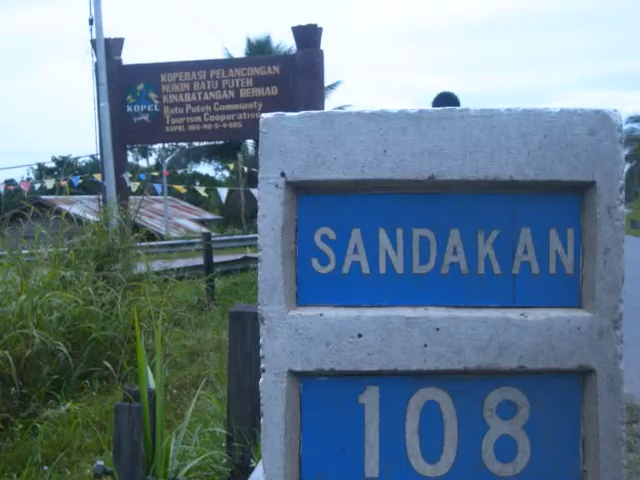 KOPEL
KOPERASI PELANCONGAN
MUKIM BATU PUTEH
KINABATANGAN BERHAD
Batu Puteh Community
Tourism Cooperative
SANDAKAN
108